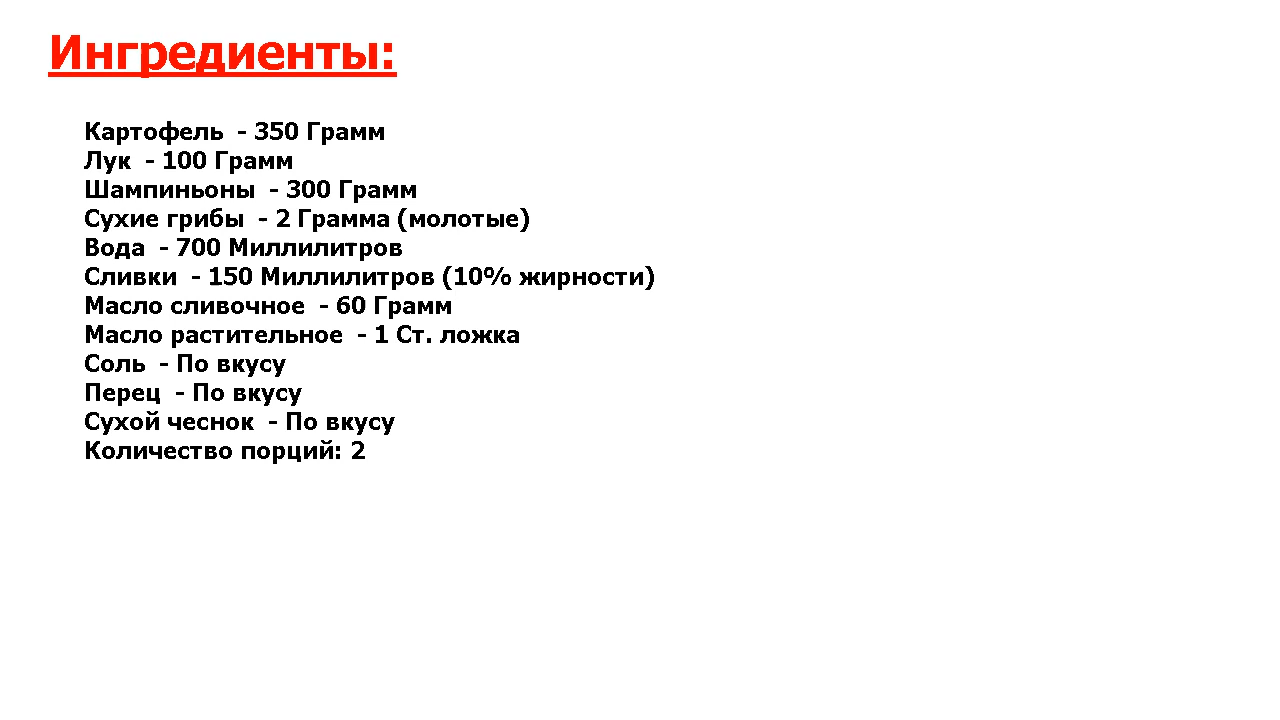 Ингредиенты:
Картофель  - 350 Грамм
Лук  - 100 Грамм
Шампиньоны  - 300 Грамм
Сухие грибы  - 2 Грамма (молотые)
Вода  - 700 Миллилитров
Сливки  - 150 Миллилитров (10% жирности)
Масло сливочное  - 60 Грамм
Масло растительное  - 1 Ст. ложка
Соль  - По вкусу
Перец  - По вкусу
Сухой чеснок  - По вкусу
Количество порций: 2